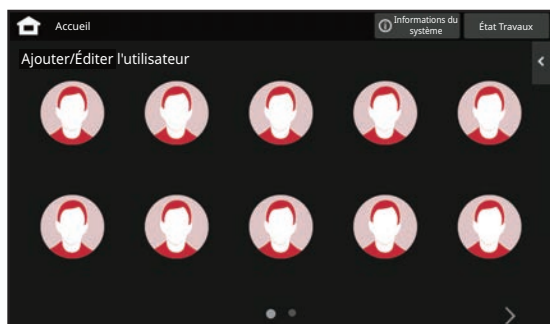 Accueil
Informations du
système
État Travaux
Ajouter/Éditer l'utilisateur